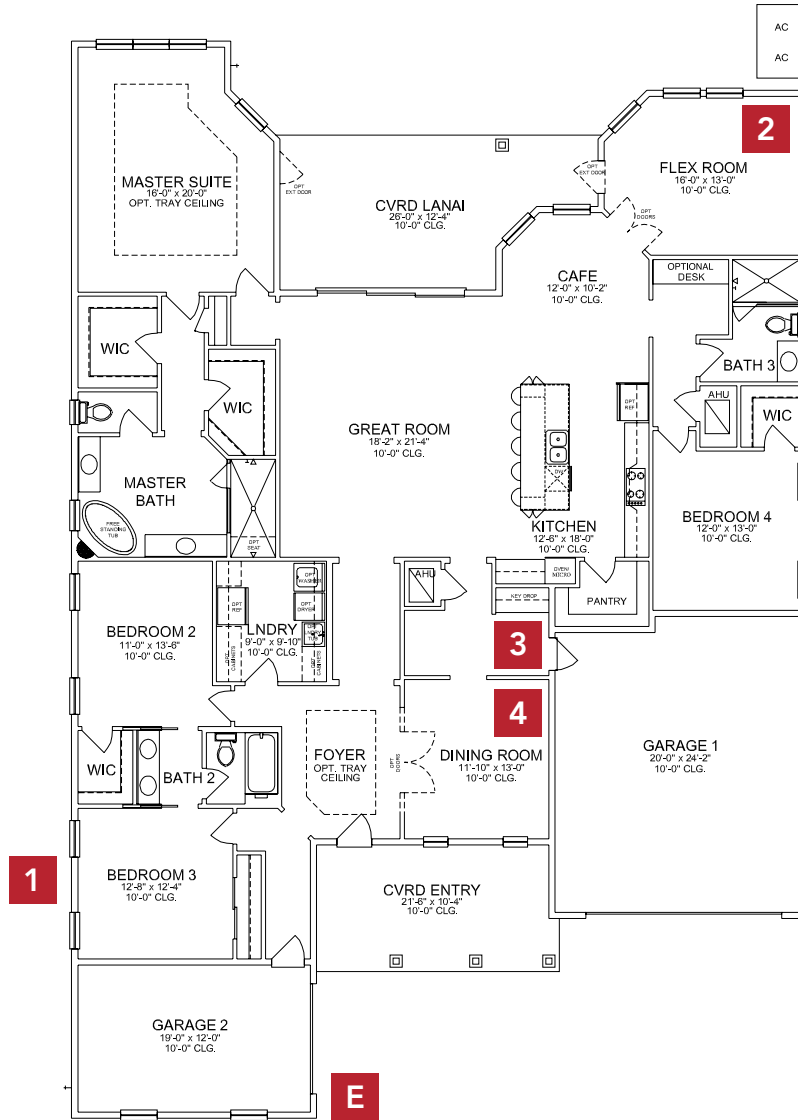 AC
AC
2
MASTER SUITE
16'-0" x 20'-0"
OPT. TRAY CEILING
OPT
EXT DOOR
CVRD LANAI
26'-0" x 12'-4"
10'-0" CLG.
OPT
EXT DOOR
FLEX ROOM
16'-0" x 13'-0"
10'-0" CLG.
OPT
DOORS
CAFE
12'-0" x 10'-2"
10'-0" CLG.
OPTIONAL
DESK
WIC
WIC
BATH 3
AHU
OPT
REF
WIC
GREAT ROOM
18'-2" x 21'-4"
10'-0" CLG.
MASTER
BATH
FREE
STANDING
TUB
OPT
SEAT
DW
KITCHEN
12'-6" x 18'-0"
10'-0" CLG.
BEDROOM 4
12'-0" x 13'-0"
10'-0" CLG.
OVEN/
MICRO
AHU
KEY DROP
PANTRY
OPT
WASHER
OPT
REF
OPT
DRYER
BEDROOM 2
11'-0" x 13'-6"
10'-0" CLG.
LNDRY
9'-0" x 9'-10"
10'-0" CLG.
OPT
LNDRY
TUB
OPT
CABINETS
OPT
CABINETS
3
4
WIC
BATH 2
FOYER
OPT. TRAY
CEILING
OPT
DOORS
DINING ROOM
11'-10" x 13'-0"
10'-0" CLG.
GARAGE 1
20'-0" x 24'-2"
10'-0" CLG.
1
BEDROOM 3
12'-8" x 12'-4"
10'-0" CLG.
CVRD ENTRY
21'-6" x 10'-4"
10'-0" CLG.
GARAGE 2
19'-0" x 12'-0"
10'-0" CLG.
E